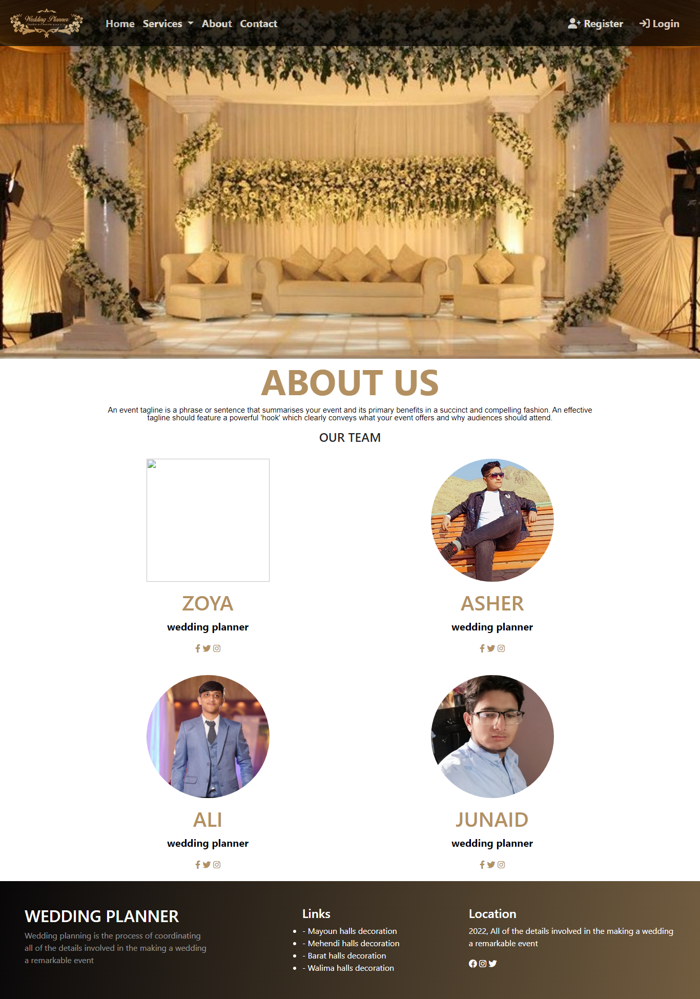 Wedding Planner
Home Services About Contact Register Login
ABOUT US
An event tagline is a phrase or sentence that summarises your event and its primary benefits in a succinct and compelling fashion. An effective
tagline should feature a powerful 'hook' which clearly conveys what your event offers and why audiences should attend.
OUR TEAM
ZOYA
wedding planner
ASHER
wedding planner
ALI
wedding planner
JUNAID
wedding planner
WEDDING PLANNER
Wedding planning is the process of coordinating
all of the details involved in the making a wedding
a remarkable event
Links
- Mayoun halls decoration
- Mehendi halls decoration
- Barat halls decoration
- Walima halls decoration
Location
2022, All of the details involved in the making a wedding
a remarkable event